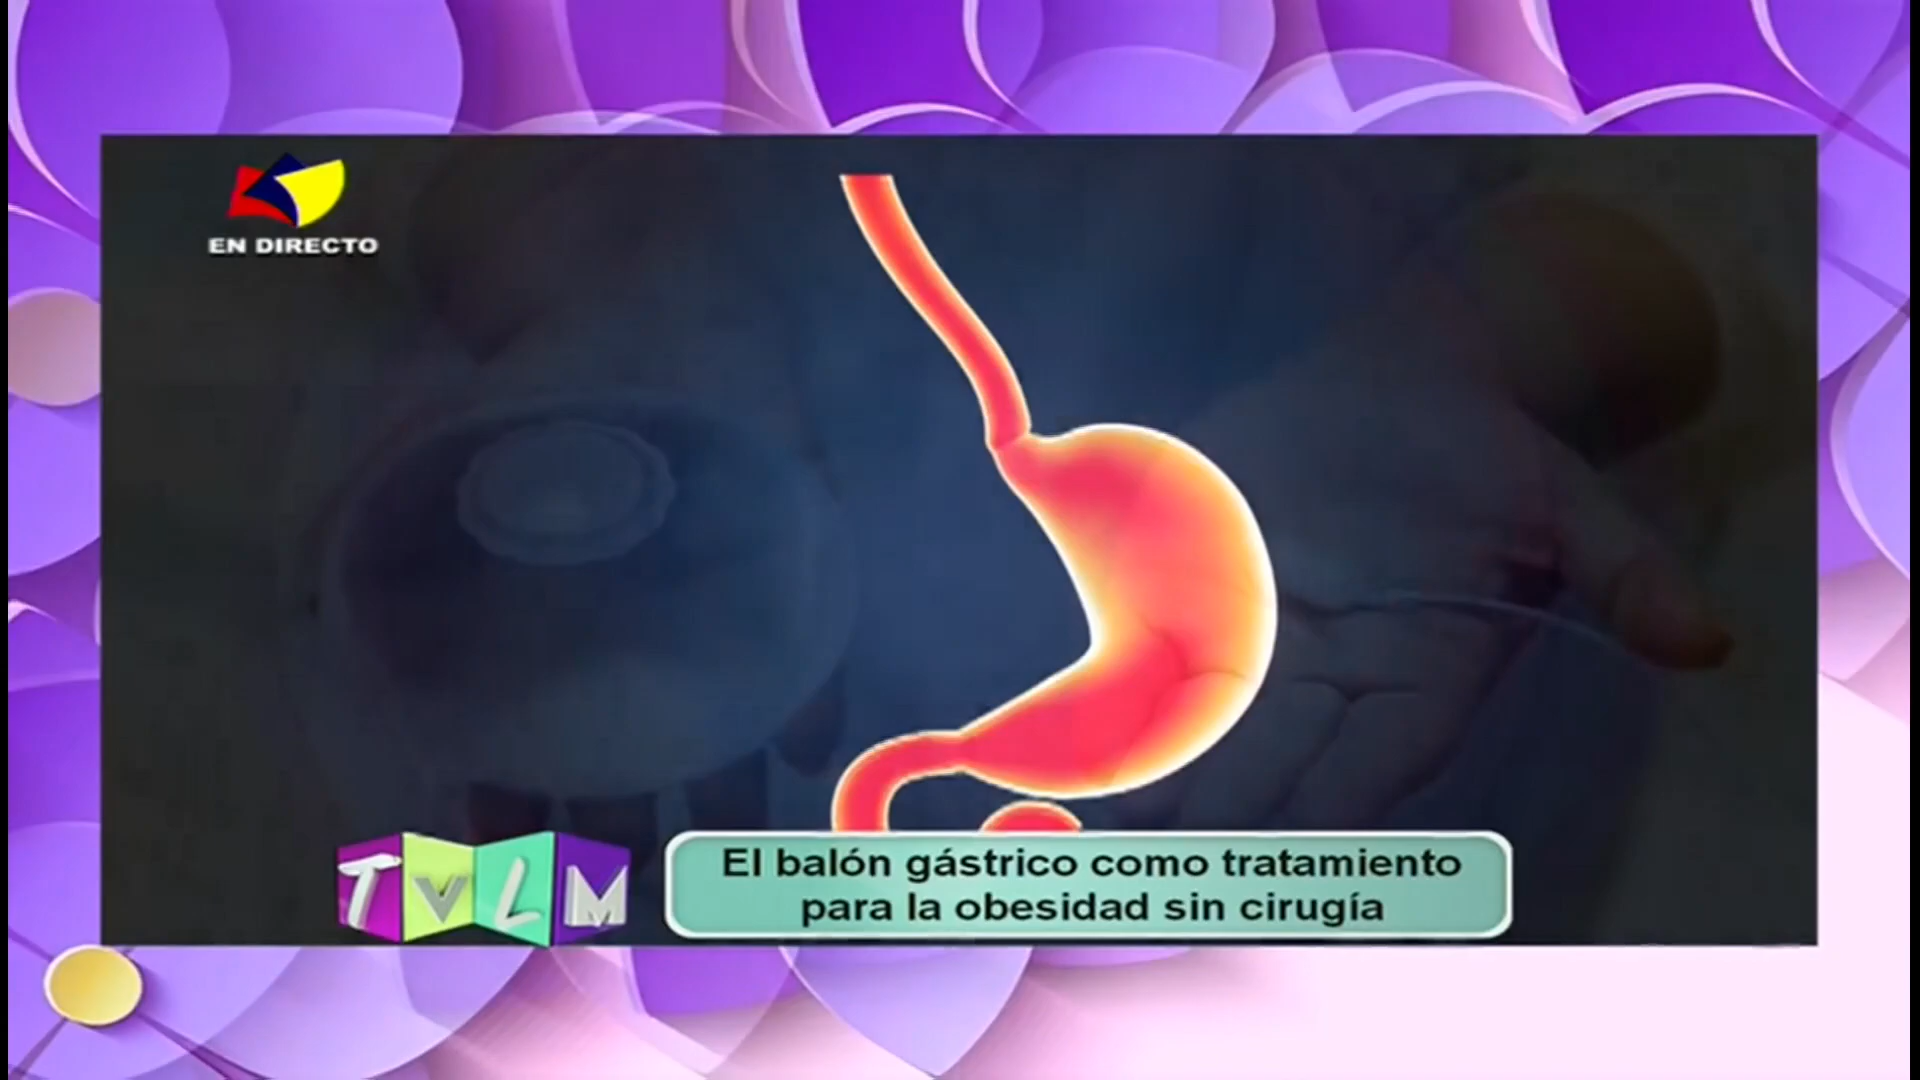 EN DIRECTO
TVLM
El balón gástrico como tratamiento
para la obesidad sin cirugía